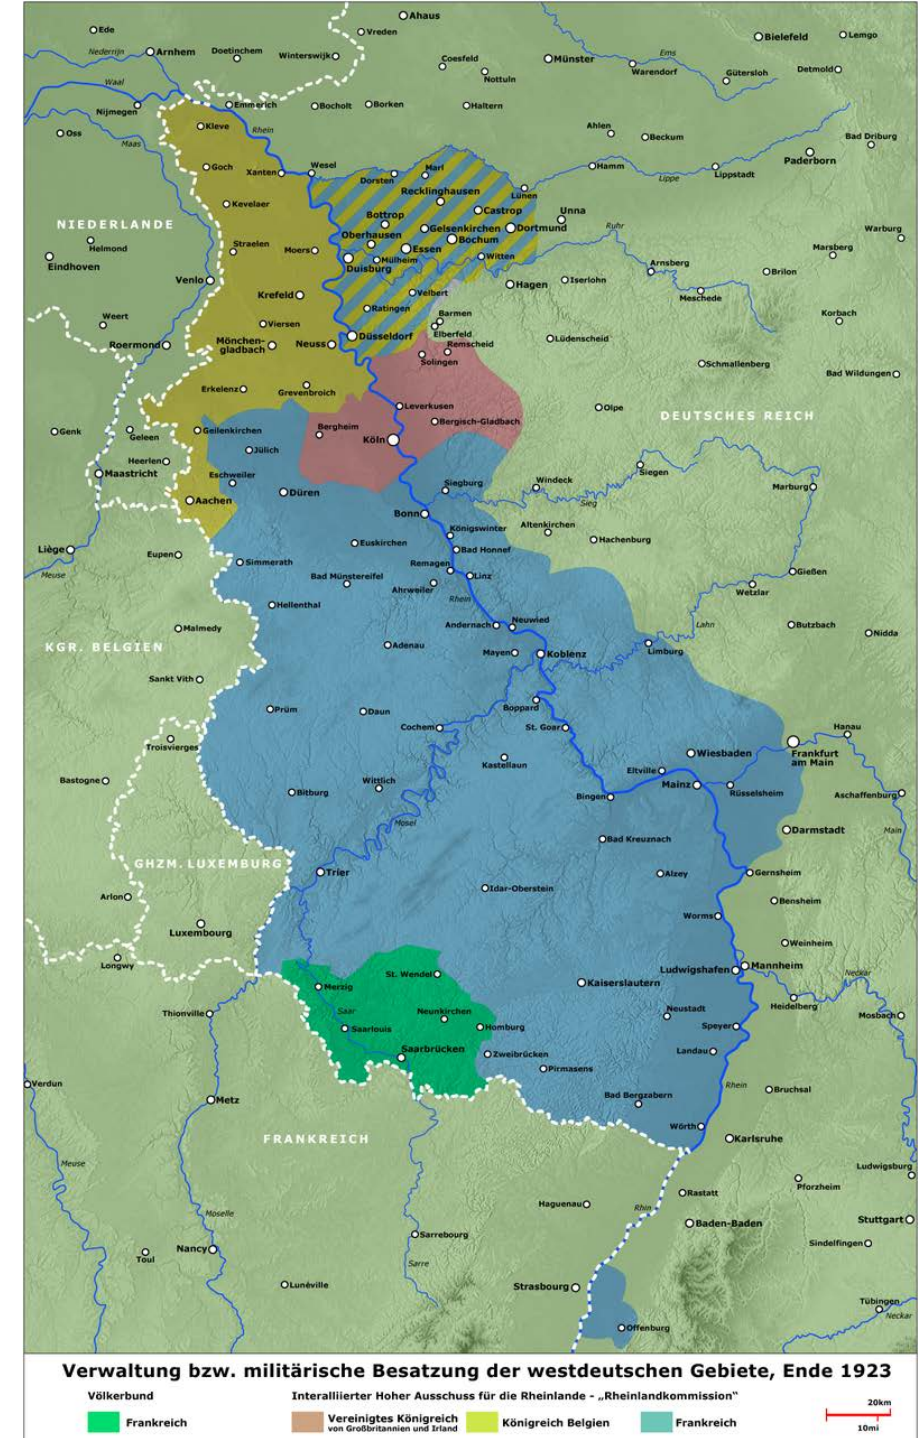 Ahaus
Vreden
Ede
Bielefeld
Lemgo
Nederrijn
Arnhem
Doetinchem
Winterswijk
Coesfeld
Nottuln
Münster
Ems
Warendorf
Gütersloh
Detmold
Waal
Nijmegen
Emmerich
Bocholt
Borken
Haltern
Oss
Maas
Kleve
Rhein
Ahlen
Beckum
Bad Driburg
Paderborn
Goch
Xanten
Wesel
Dorsten
Marl
Recklinghausen
Lünen
Hamm
Lippe
Lippstadt
Kevelaer
Bottrop
Castrop
Unna
NIEDERLANDE
Helmond
Eindhoven
Straelen
Moers
Oberhausen
Gelsenkirchen
Dortmund
Bochum
Essen
Mülheim
Duisburg
Witten
Ruhr
Warburg
Marsberg
Arnsberg
Brilon
Venlo
Krefeld
Velbert
Hagen
Iserlohn
Meschede
Weert
Viersen
Ratingen
Barmen
Elberfeld
Korbach
Roermond
Mönchen-
gladbach
Neuss
Düsseldorf
Remscheid
Solingen
Lüdenscheid
Schmallenberg
Bad Wildungen
Erkelenz
Grevenbroich
Leverkusen
Olpe
DEUTSCHES REICH
Genk
Geleen
Geilenkirchen
Bergheim
Bergisch-Gladbach
Köln
Heerlen
Jülich
Maastricht
Eschweiler
Düren
Siegburg
Windeck
Siegen
Sieg
Marburg
Aachen
Bonn
Königswinter
Altenkirchen
Hachenburg
Liège
Meuse
Eupen
Simmerath
Euskirchen
Bad Honnef
Bad Münstereifel
Remagen
Linz
Ahrweiler
Gießen
Wetzlar
Hellenthal
Rhein
Malmedy
Andernach
Neuwied
Lahn
Butzbach
Nidda
KGR. BELGIEN
Adenau
Mayen
Koblenz
Limburg
Sankt Vith
Prüm
Daun
Boppard
Cochem
St. Goar
Hanau
Troisvierges
Kastellaun
Wiesbaden
Frankfurt
am Main
Bastogne
Bitburg
Wittlich
Eltville
Mainz
Rüsselsheim
Bingen
Aschaffenburg
Mosel
Bad Kreuznach
Darmstadt
Main
GHZM. LUXEMBURG
Trier
Alzey
Gernsheim
Arlon
Idar-Oberstein
Bensheim
Luxembourg
Worms
Weinheim
Longwy
Merzig
St. Wendel
Kaiserslautern
Ludwigshafen
Mannheim
Neckar
Heidelberg
Thionville
Saar
Neunkirchen
Saarlouis
Homburg
Neustadt
Speyer
Mosbach
Saarbrücken
Zweibrücken
Landau
Pirmasens
Verdun
Metz
Bad Bergzabern
Rhein
Bruchsal
Wörth
FRANKREICH
Karlsruhe
Meuse
Ludwigsburg
Pforzheim
Rastatt
Haguenau
Rhin
Moselle
Baden-Baden
Stuttgart
Toul
Nancy
Sarrebourg
Sindelfingen
Sarre
Lunéville
Strasbourg
Tübingen
Neckar
Offenburg
Verwaltung bzw. militärische Besatzung der westdeutschen Gebiete, Ende 1923
Völkerbund
Interalliierter Hoher Ausschuss für die Rheinlande - „Rheinlandkommission“
Frankreich
Vereinigtes Königreich
von Großbritannien und Irland
Königreich Belgien
Frankreich
20km
10mi